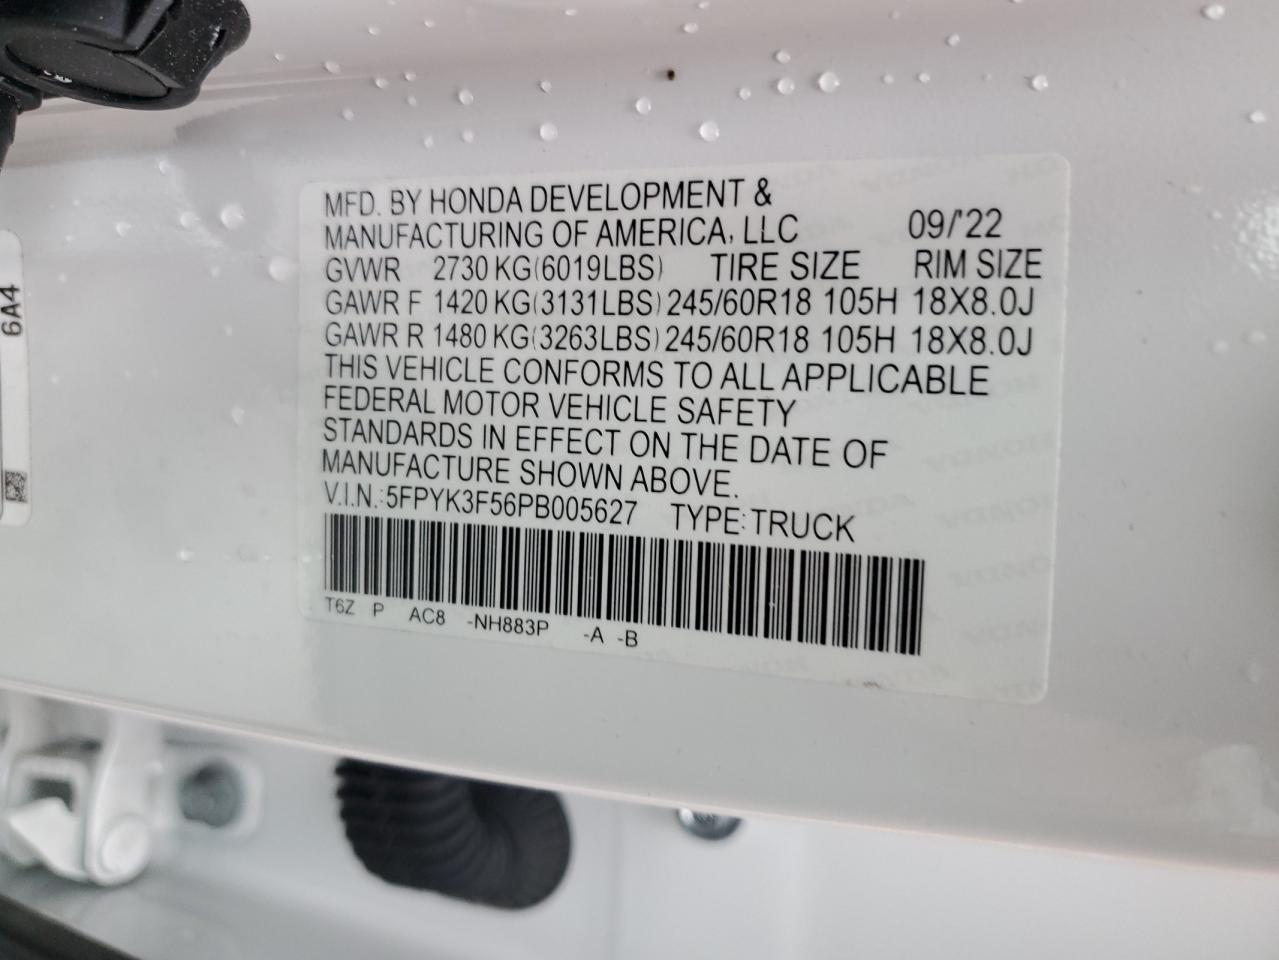 MFD. BY HONDA DEVELOPMENT &
MANUFACTURING OF AMERICA, LLC 09/'22
GVWR 2730 KG(6019LBS) TIRE SIZE RIM SIZE
GAWR F 1420 KG(3131LBS) 245/60R18 105H 18X8.0J
GAWR R 1480 KG(3263LBS) 245/60R18 105H 18X8.0J
THIS VEHICLE CONFORMS TO ALL APPLICABLE
FEDERAL MOTOR VEHICLE SAFETY
STANDARDS IN EFFECT ON THE DATE OF
MANUFACTURE SHOWN ABOVE.
V.I.N.:5FPYK3F56PB005627 TYPE:TRUCK
T6Z P AC8 -NH883P -A -B
6A4